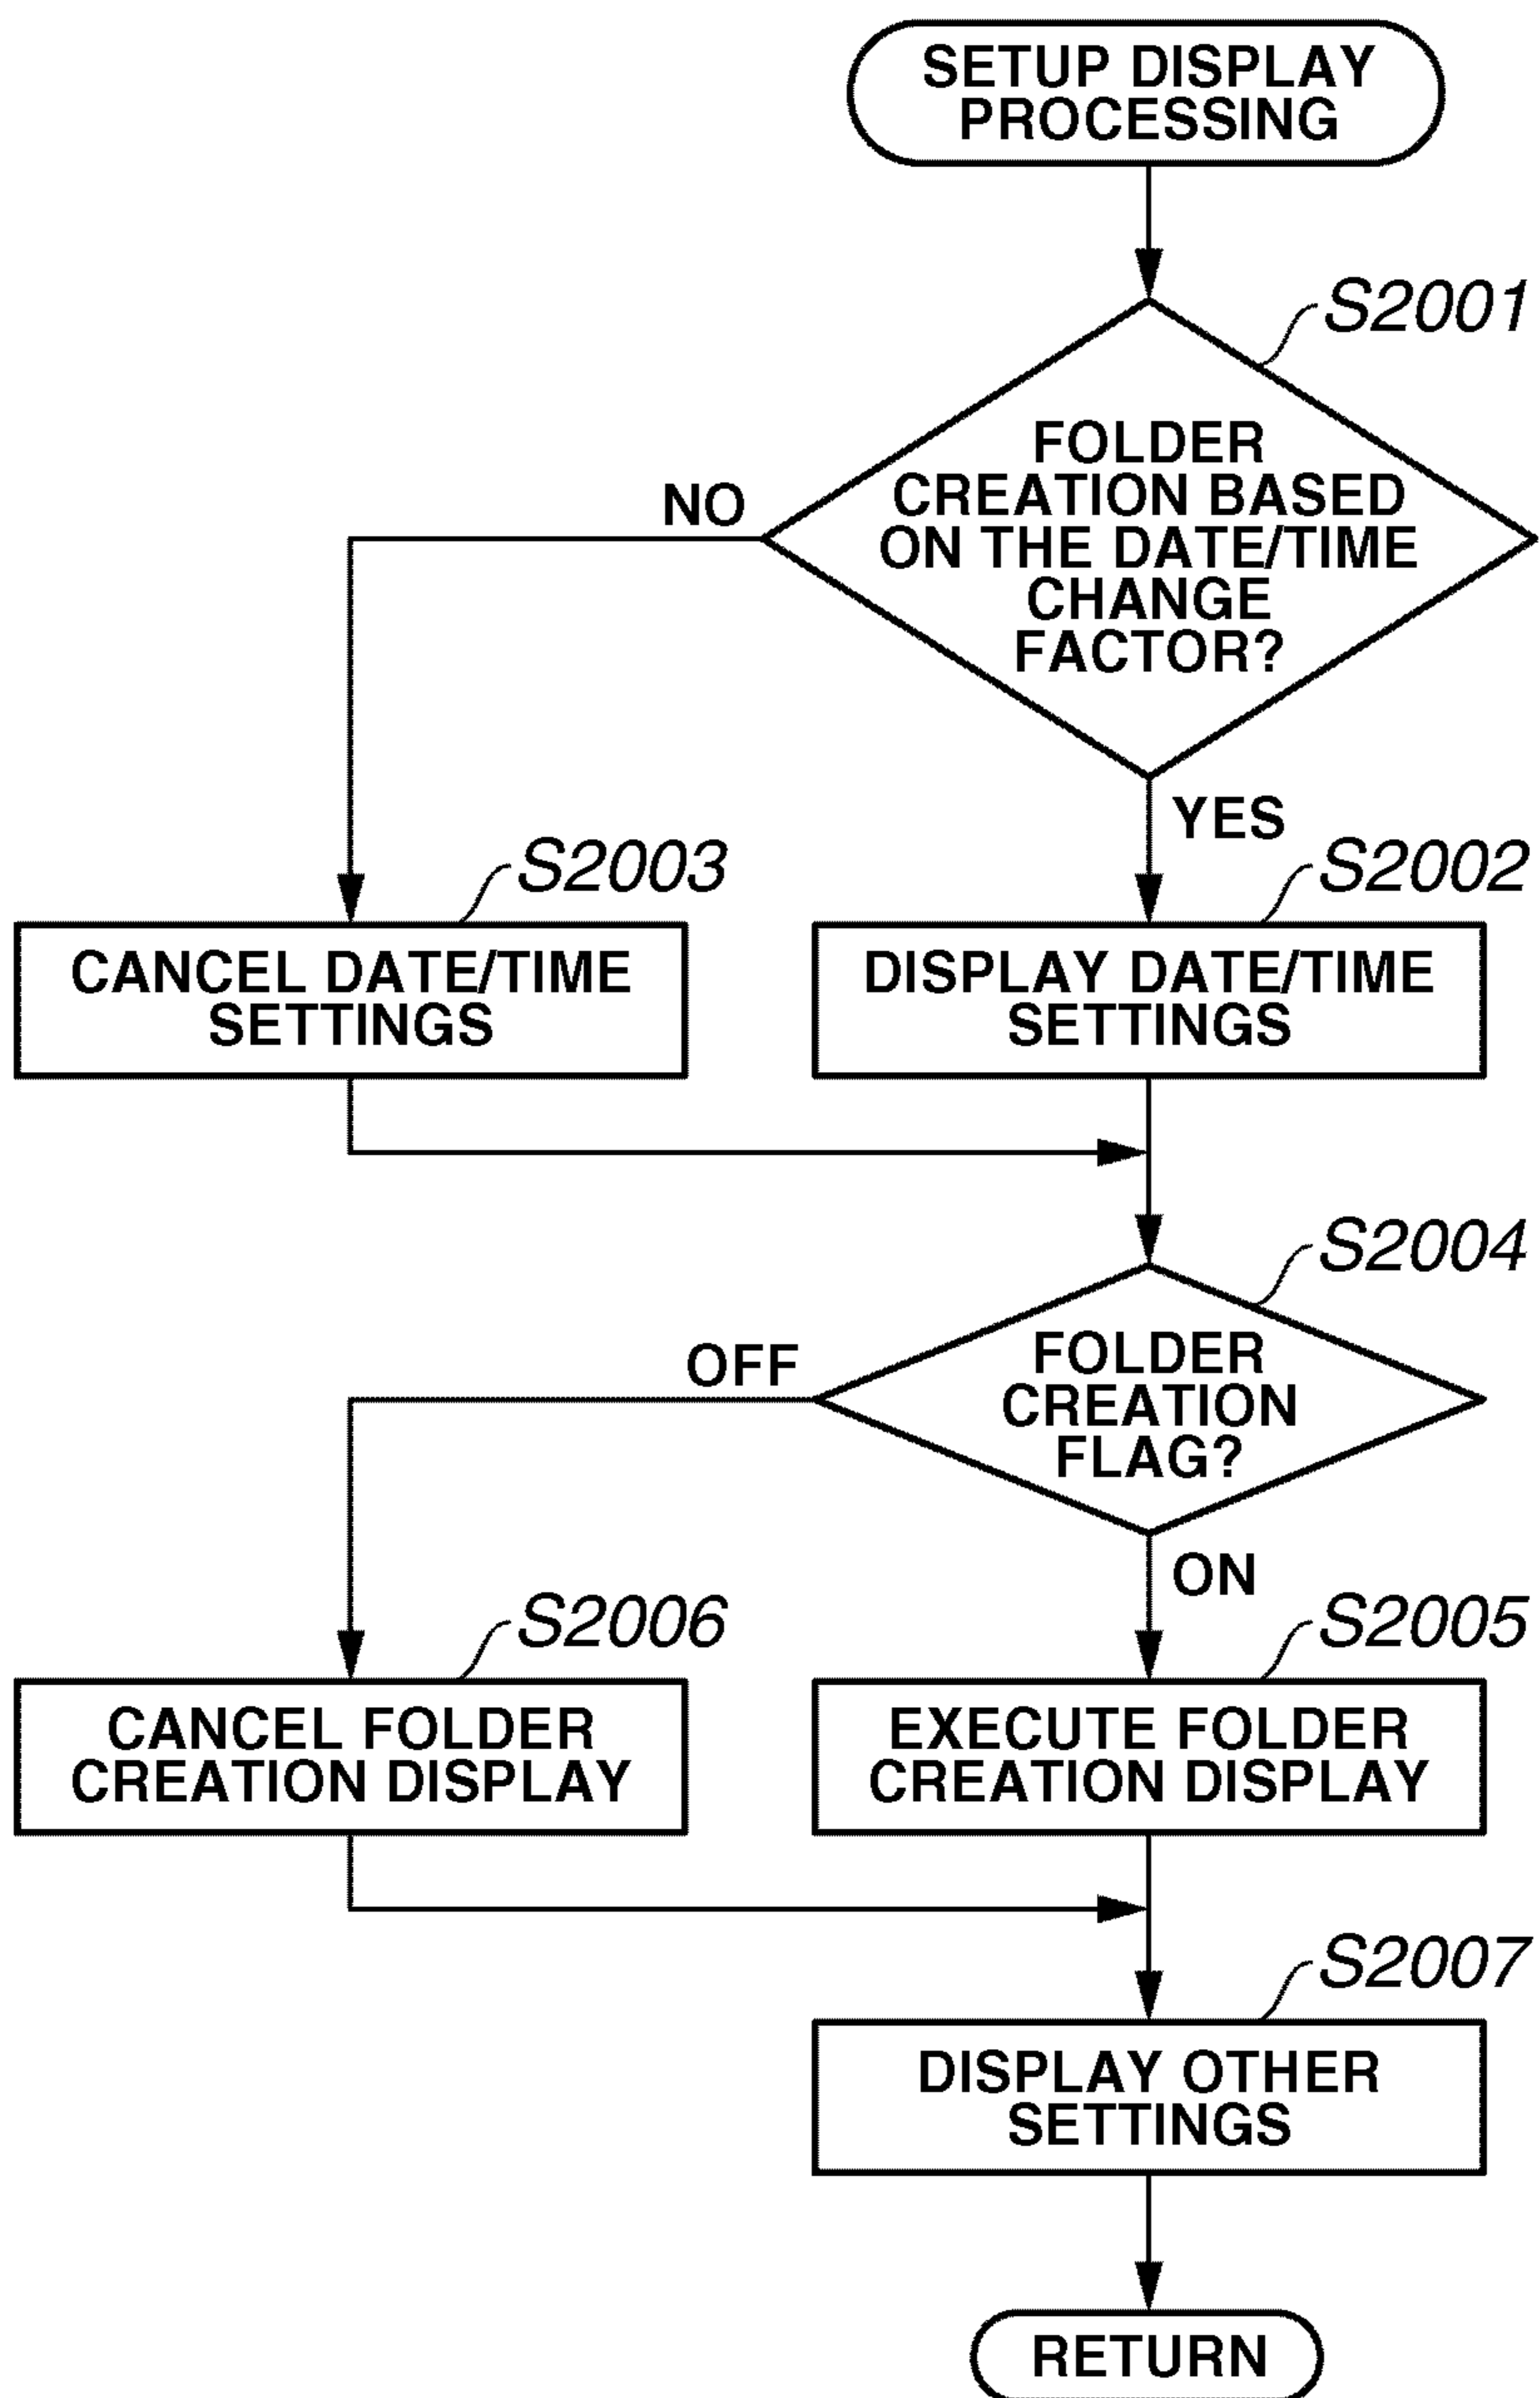 SETUP DISPLAY
PROCESSING
S2001
FOLDER
CREATION BASED
ON THE DATE/TIME
CHANGE
FACTOR?
NO
YES
S2003
S2002
CANCEL DATE/TIME
SETTINGS
DISPLAY DATE/TIME
SETTINGS
S2004
FOLDER
CREATION
FLAG?
OFF
ON
S2006
S2005
CANCEL FOLDER
CREATION DISPLAY
EXECUTE FOLDER
CREATION DISPLAY
S2007
DISPLAY OTHER
SETTINGS
RETURN